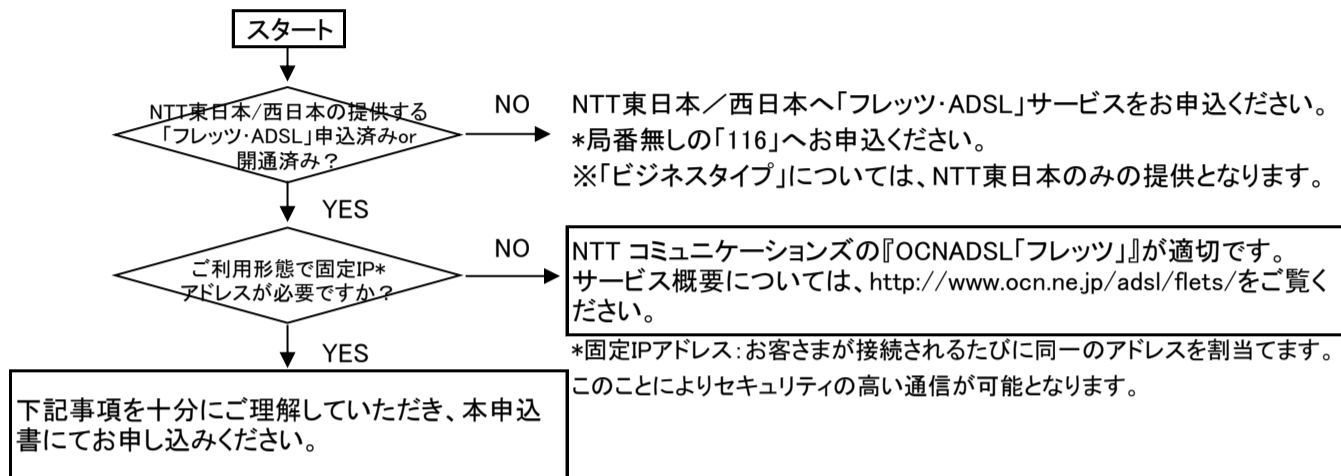 スタート
NTT東日本/西日本の提供する
「フレッツ・ADSL」申込済みor
開通済み？
NO
NTT東日本／西日本へ「フレッツ・ADSL」サービスをお申込ください。
*局番無しの「116」へお申込ください。
※「ビジネスタイプ」については、NTT東日本のみの提供となります。
YES
ご利用形態で固定IP*
アドレスが必要ですか？
NO
NTT コミュニケーションズの『OCNADSL「フレッツ」』が適切です。
サービス概要については、http://www.ocn.ne.jp/adsl/flets/をご覧く
ださい。
*固定IPアドレス：お客さまが接続されるたびに同一のアドレスを割当てます。
このことによりセキュリティの高い通信が可能となります。
YES
下記事項を十分にご理解していただき、本申込
書にてお申し込みください。